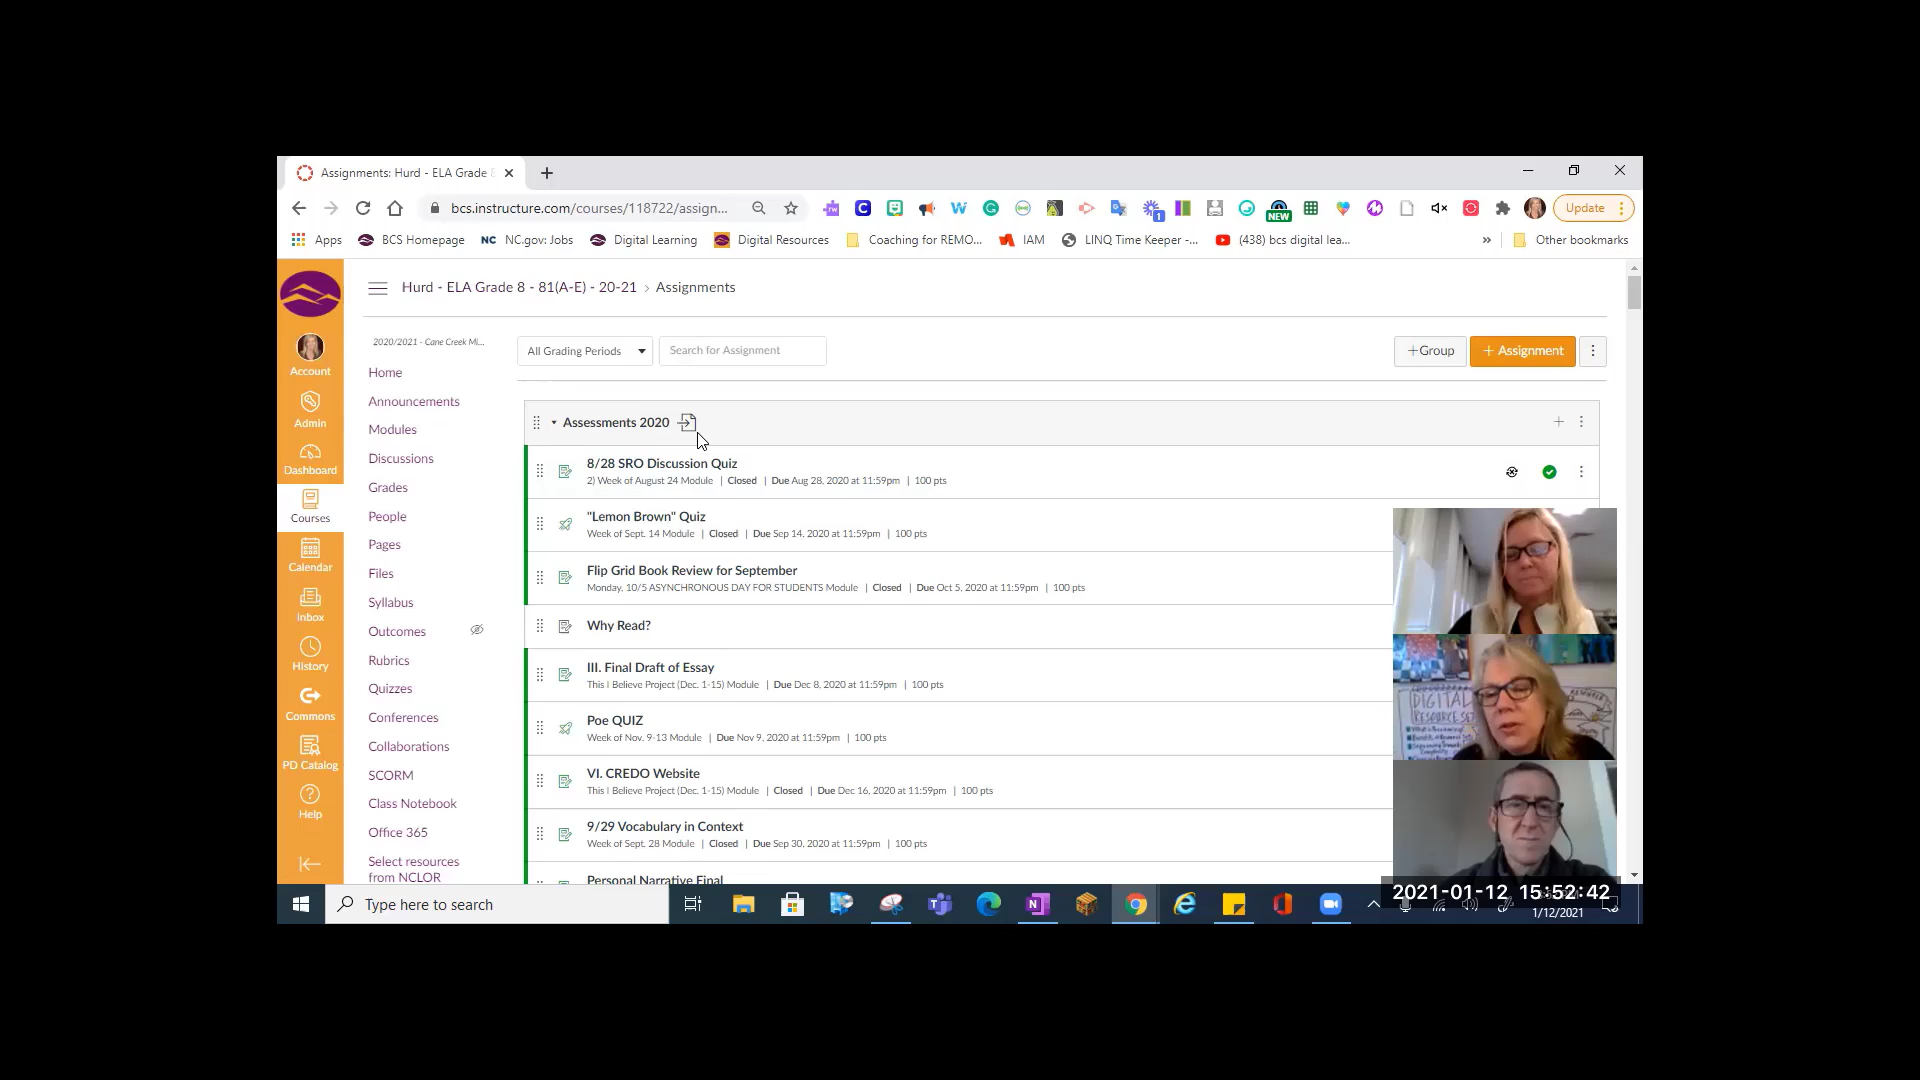 Assignments: Hurd - ELA Grade 8
bcs.instructure.com/courses/118722/assign...
1
NEW
Update
Apps
BCS Homepage
NC NC.gov: Jobs
Digital Learning
Digital Resources
Coaching for REMO...
IAM
LINQ Time Keeper -...
(438) bcs digital lea...
»
Other bookmarks
Hurd - ELA Grade 8 - 81(A-E) - 20-21 › Assignments
2020/2021 - Cane Creek Mi...
All Grading Periods
Search for Assignment
+Group
+ Assignment
Account
Admin
Dashboard
Courses
Calendar
Inbox
History
Commons
PD Catalog
Help
Home
Announcements
Modules
Discussions
Grades
People
Pages
Files
Syllabus
Outcomes
Rubrics
Quizzes
Conferences
Collaborations
SCORM
Class Notebook
Office 365
Select resources
from NCLOR
Assessments 2020
8/28 SRO Discussion Quiz
2) Week of August 24 Module | Closed | Due Aug 28, 2020 at 11:59pm | 100 pts
"Lemon Brown" Quiz
Week of Sept. 14 Module | Closed | Due Sep 14, 2020 at 11:59pm | 100 pts
Flip Grid Book Review for September
Monday, 10/5 ASYNCHRONOUS DAY FOR STUDENTS Module | Closed | Due Oct 5, 2020 at 11:59pm | 100 pts
Why Read?
III. Final Draft of Essay
This I Believe Project (Dec. 1-15) Module | Due Dec 8, 2020 at 11:59pm | 100 pts
Poe QUIZ
Week of Nov. 9-13 Module | Due Nov 9, 2020 at 11:59pm | 100 pts
VI. CREDO Website
This I Believe Project (Dec. 1-15) Module | Closed | Due Dec 16, 2020 at 11:59pm | 100 pts
9/29 Vocabulary in Context
Week of Sept. 28 Module | Closed | Due Sep 30, 2020 at 11:59pm | 100 pts
Personal Narrative Final
DIGITAL
RESOURCE SET
Type here to search
2021-01-12 15:52:42
1/12/2021